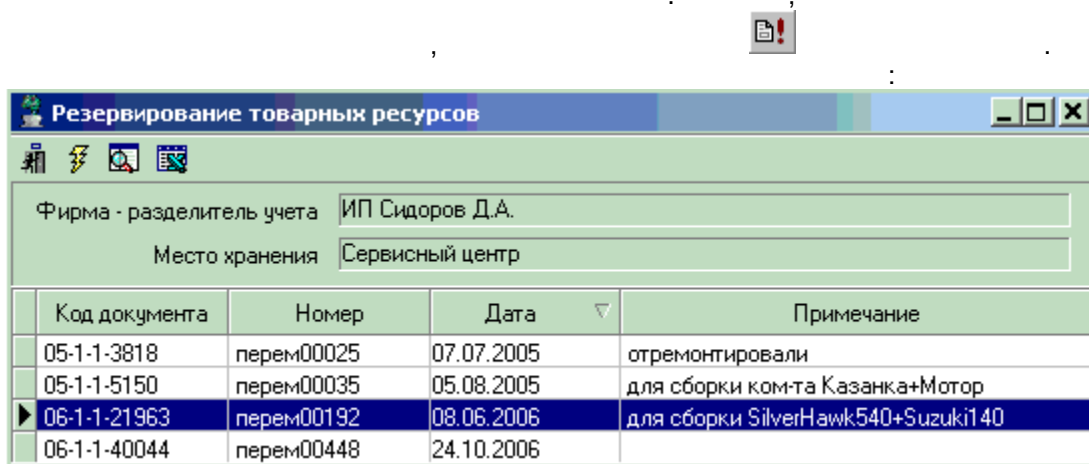 Резервирование товарных ресурсов
Фирма - разделитель учета ИП Сидоров Д.А.
Место хранения Сервисный центр
Код документа Номер Дата Примечание
05-1-1-3818 перем00025 07.07.2005 отремонтировали
05-1-1-5150 перем00035 05.08.2005 для сборки ком-та Казанка+Мотор
06-1-1-21963 перем00192 08.06.2006 для сборки SilverHawk540+Suzuki140
06-1-1-40044 перем00448 24.10.2006